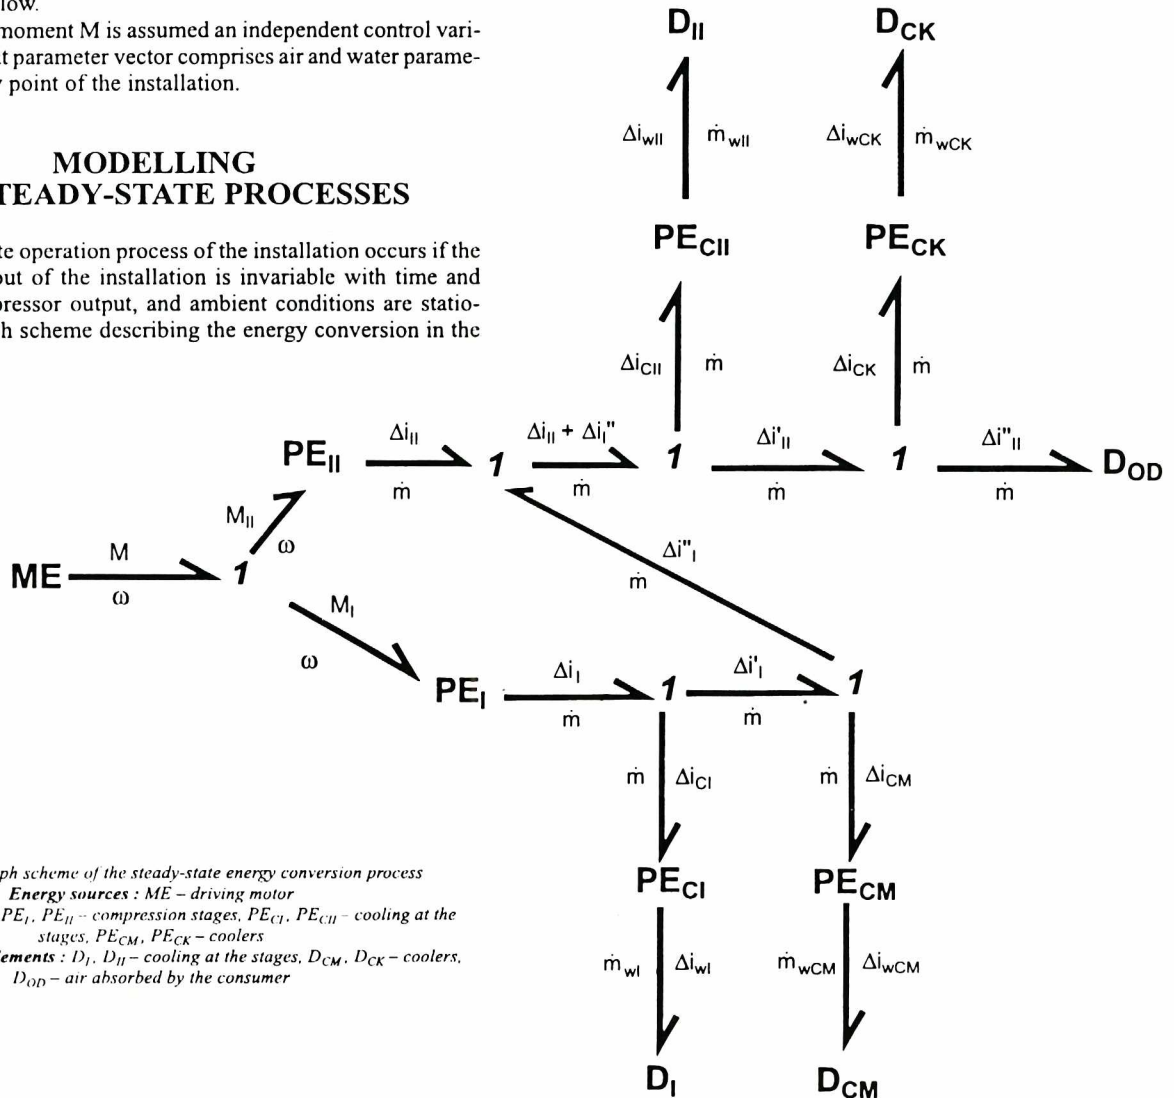 low.
moment M is assumed an independent control vari-
t parameter vector comprises air and water parame-
point of the installation.
MODELLING
TEADY-STATE PROCESSES
te operation process of the installation occurs if the
out of the installation is invariable with time and
pressor output, and ambient conditions are statio-
h scheme describing the energy conversion in the
D_II D_CK
Δi_wII ṁ_wII Δi_wCK ṁ_wCK
PE_CII PE_CK
Δi_CII ṁ Δi_CK ṁ
PE_II Δi_II ṁ 1 Δi_II + Δi_I" ṁ 1 Δi'_II ṁ 1 Δi"_II ṁ D_OD
M_II ω
Δi"_I ṁ
ME M ω 1
M_I ω
PE_I Δi_I ṁ 1 Δi'_I ṁ 1
ṁ Δi_CI ṁ Δi_CM
PE_CI PE_CM
ṁ_wI Δi_wI ṁ_wCM Δi_wCM
D_I D_CM
ph scheme of the steady-state energy conversion process
Energy sources : ME – driving motor
PE_I, PE_II – compression stages, PE_CI, PE_CII – cooling at the
stages, PE_CM, PE_CK – coolers
lements : D_I, D_II – cooling at the stages, D_CM, D_CK – coolers,
D_OD – air absorbed by the consumer